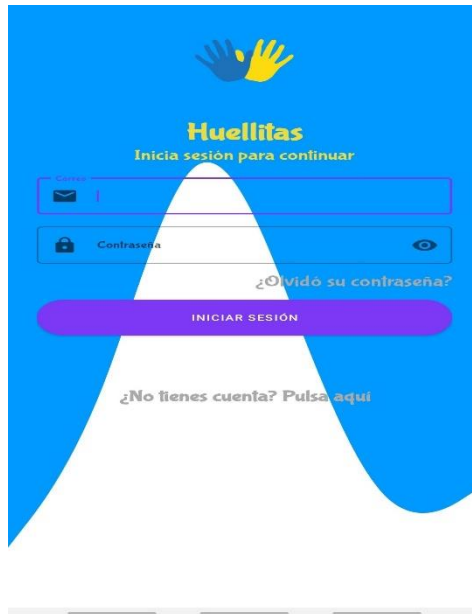 Huellitas
Inicia sesión para continuar
Correo
Contraseña
¿Olvidó su contraseña?
INICIAR SESIÓN
¿No tienes cuenta? Pulsa aquí